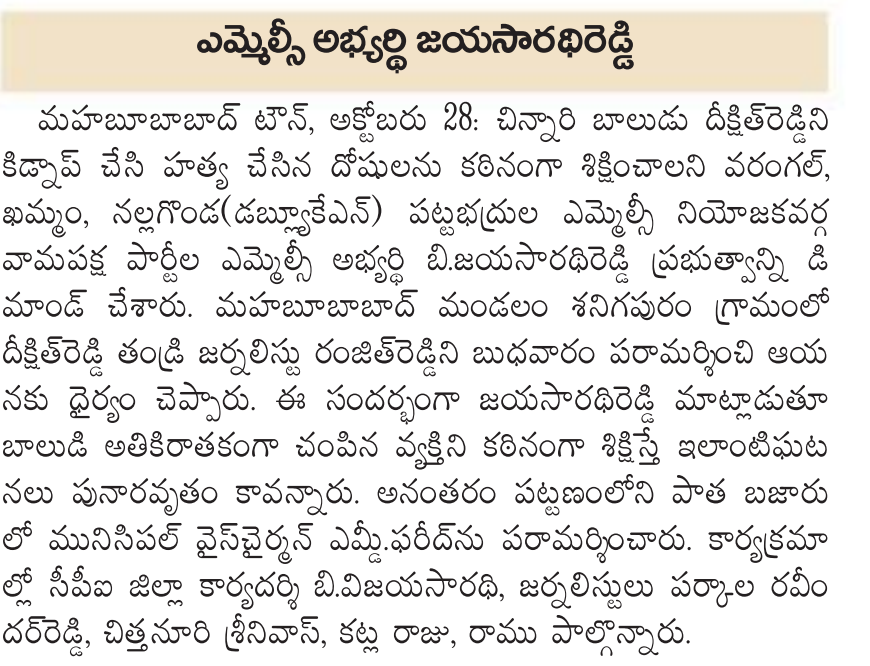 ఎమ్మెల్సీ అభ్యర్థి జయసారథిరెడ్డి
మహబూబాబాద్ టౌన్, అక్టోబరు 28: చిన్నారి బాలుడు దీక్షిత్‌రెడ్డిని
కిడ్నాప్ చేసి హత్య చేసిన దోషులను కఠినంగా శిక్షించాలని వరంగల్,
ఖమ్మం, నల్లగొండ(డబ్ల్యూకేఎన్) పట్టభద్రుల ఎమ్మెల్సీ నియోజకవర్గ
వామపక్ష పార్టీల ఎమ్మెల్సీ అభ్యర్థి బి.జయసారథిరెడ్డి ప్రభుత్వాన్ని డి
మాండ్ చేశారు. మహబూబాబాద్ మండలం శనిగపురం గ్రామంలో
దీక్షిత్‌రెడ్డి తండ్రి జర్నలిస్టు రంజిత్‌రెడ్డిని బుధవారం పరామర్శించి ఆయ
నకు ధైర్యం చెప్పారు. ఈ సందర్భంగా జయసారథిరెడ్డి మాట్లాడుతూ
బాలుడి అతికిరాతకంగా చంపిన వ్యక్తిని కఠినంగా శిక్షిస్తే ఇలాంటిఘట
నలు పునారవృతం కావన్నారు. అనంతరం పట్టణంలోని పాత బజారు
లో మునిసిపల్ వైస్‌చైర్మన్ ఎమ్డీ.ఫరీద్‌ను పరామర్శించారు. కార్యక్రమా
ల్లో సీపీఐ జిల్లా కార్యదర్శి బి.విజయసారథి, జర్నలిస్టులు పర్కాల రవీం
దర్‌రెడ్డి, చిత్తనూరి శ్రీనివాస్, కట్ల రాజు, రాము పాల్గొన్నారు.